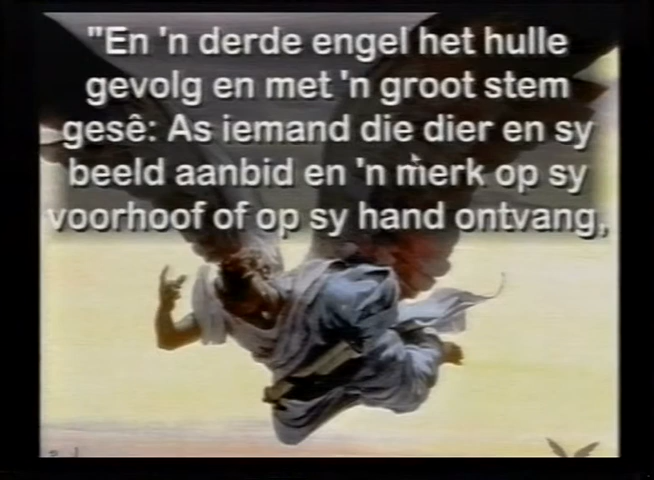 "En 'n derde engel het hulle
gevolg en met 'n groot stem
gesê: As iemand die dier en sy
beeld aanbid en 'n merk op sy
voorhoof of op sy hand ontvang,